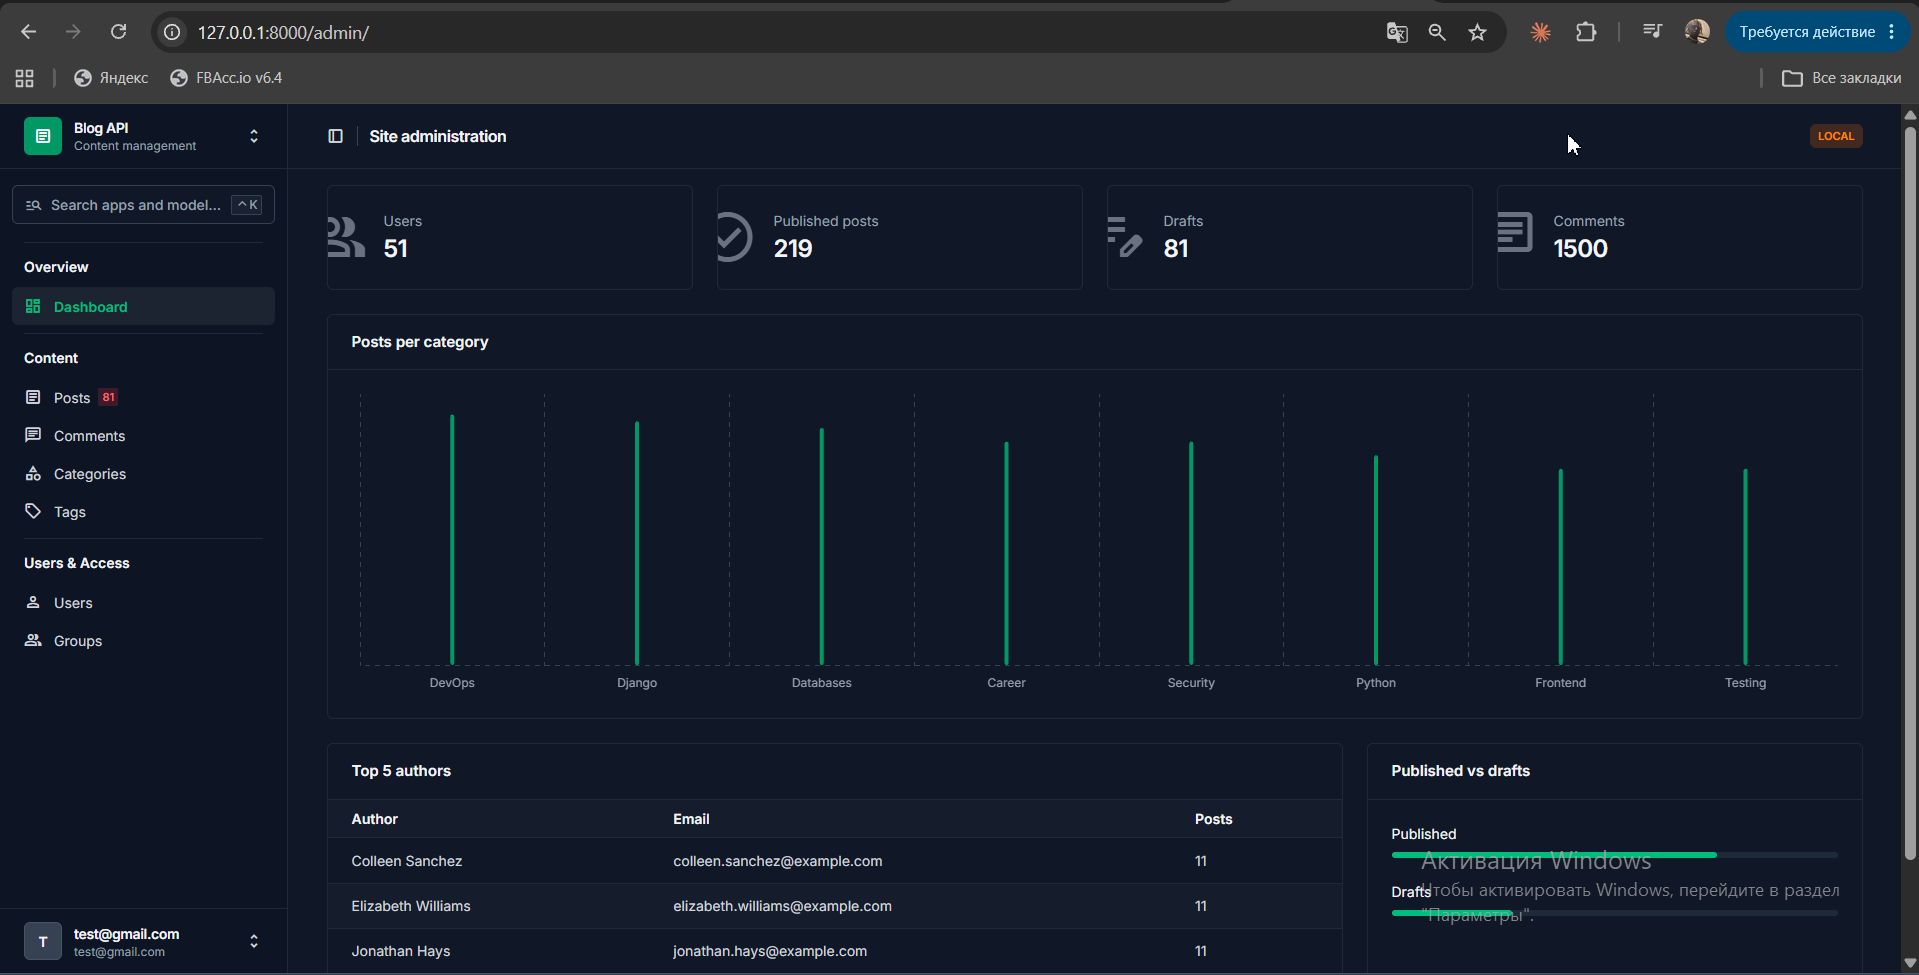 127.0.0.1:8000/admin/
Требуется действие
Яндекс
FBAcc.io v6.4
Все закладки
Blog API
Content management
Site administration
LOCAL
Search apps and model...
^ K
Overview
Dashboard
Content
Posts 81
Comments
Categories
Tags
Users & Access
Users
Groups
test@gmail.com
test@gmail.com
T
Users
51
Published posts
219
Drafts
81
Comments
1500
Posts per category
DevOps Django Databases Career Security Python Frontend Testing
Top 5 authors
Author Email Posts
Colleen Sanchez colleen.sanchez@example.com 11
Elizabeth Williams elizabeth.williams@example.com 11
Jonathan Hays jonathan.hays@example.com 11
Published vs drafts
Published
Drafts
Активация Windows
Чтобы активировать Windows, перейдите в раздел
"Параметры".